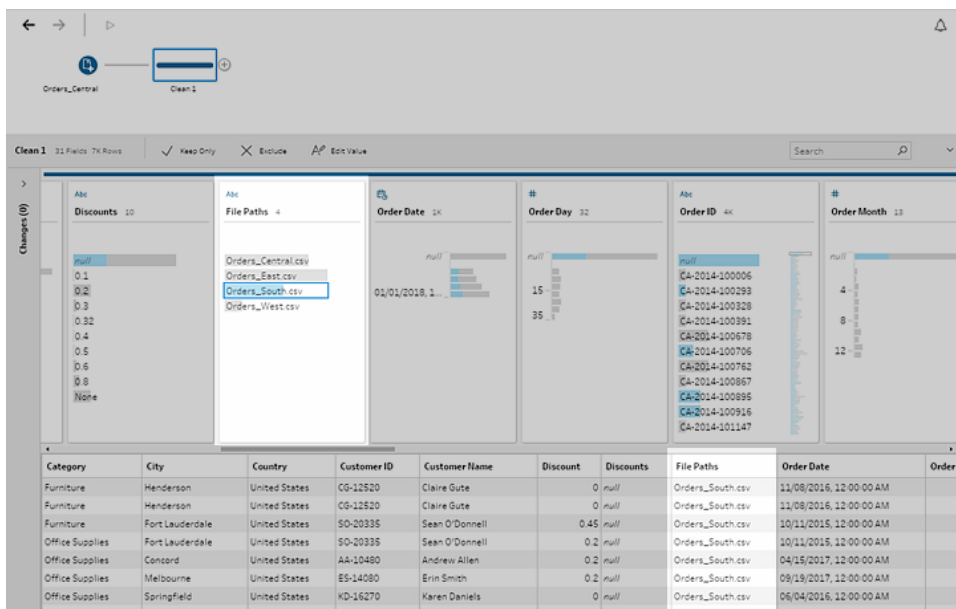 Orders_Central
Clean 1
Clean 1 31 Fields 7K Rows Keep Only Exclude Edit Value Search
Changes (0)
Abc
Discounts 10
null
0.1
0.2
0.3
0.32
0.4
0.5
0.6
0.8
None
Abc
File Paths 4
Orders_Central.csv
Orders_East.csv
Orders_South.csv
Orders_West.csv
Order Date 1K
null
01/01/2018, 1...
#
Order Day 32
null
15
35
Abc
Order ID 4K
null
CA-2014-100006
CA-2014-100293
CA-2014-100328
CA-2014-100391
CA-2014-100678
CA-2014-100706
CA-2014-100762
CA-2014-100867
CA-2014-100895
CA-2014-100916
CA-2014-101147
#
Order Month 13
null
4
8
12
Category City Country Customer ID Customer Name Discount Discounts File Paths Order Date Order
Furniture Henderson United States CG-12520 Claire Gute 0 null Orders_South.csv 11/08/2016, 12:00:00 AM
Furniture Henderson United States CG-12520 Claire Gute 0 null Orders_South.csv 11/08/2016, 12:00:00 AM
Furniture Fort Lauderdale United States SO-20335 Sean O'Donnell 0.45 null Orders_South.csv 10/11/2015, 12:00:00 AM
Office Supplies Fort Lauderdale United States SO-20335 Sean O'Donnell 0.2 null Orders_South.csv 10/11/2015, 12:00:00 AM
Office Supplies Concord United States AA-10480 Andrew Allen 0.2 null Orders_South.csv 04/15/2017, 12:00:00 AM
Office Supplies Melbourne United States ES-14080 Erin Smith 0.2 null Orders_South.csv 09/19/2017, 12:00:00 AM
Office Supplies Springfield United States KD-16270 Karen Daniels 0 null Orders_South.csv 06/04/2016, 12:00:00 AM